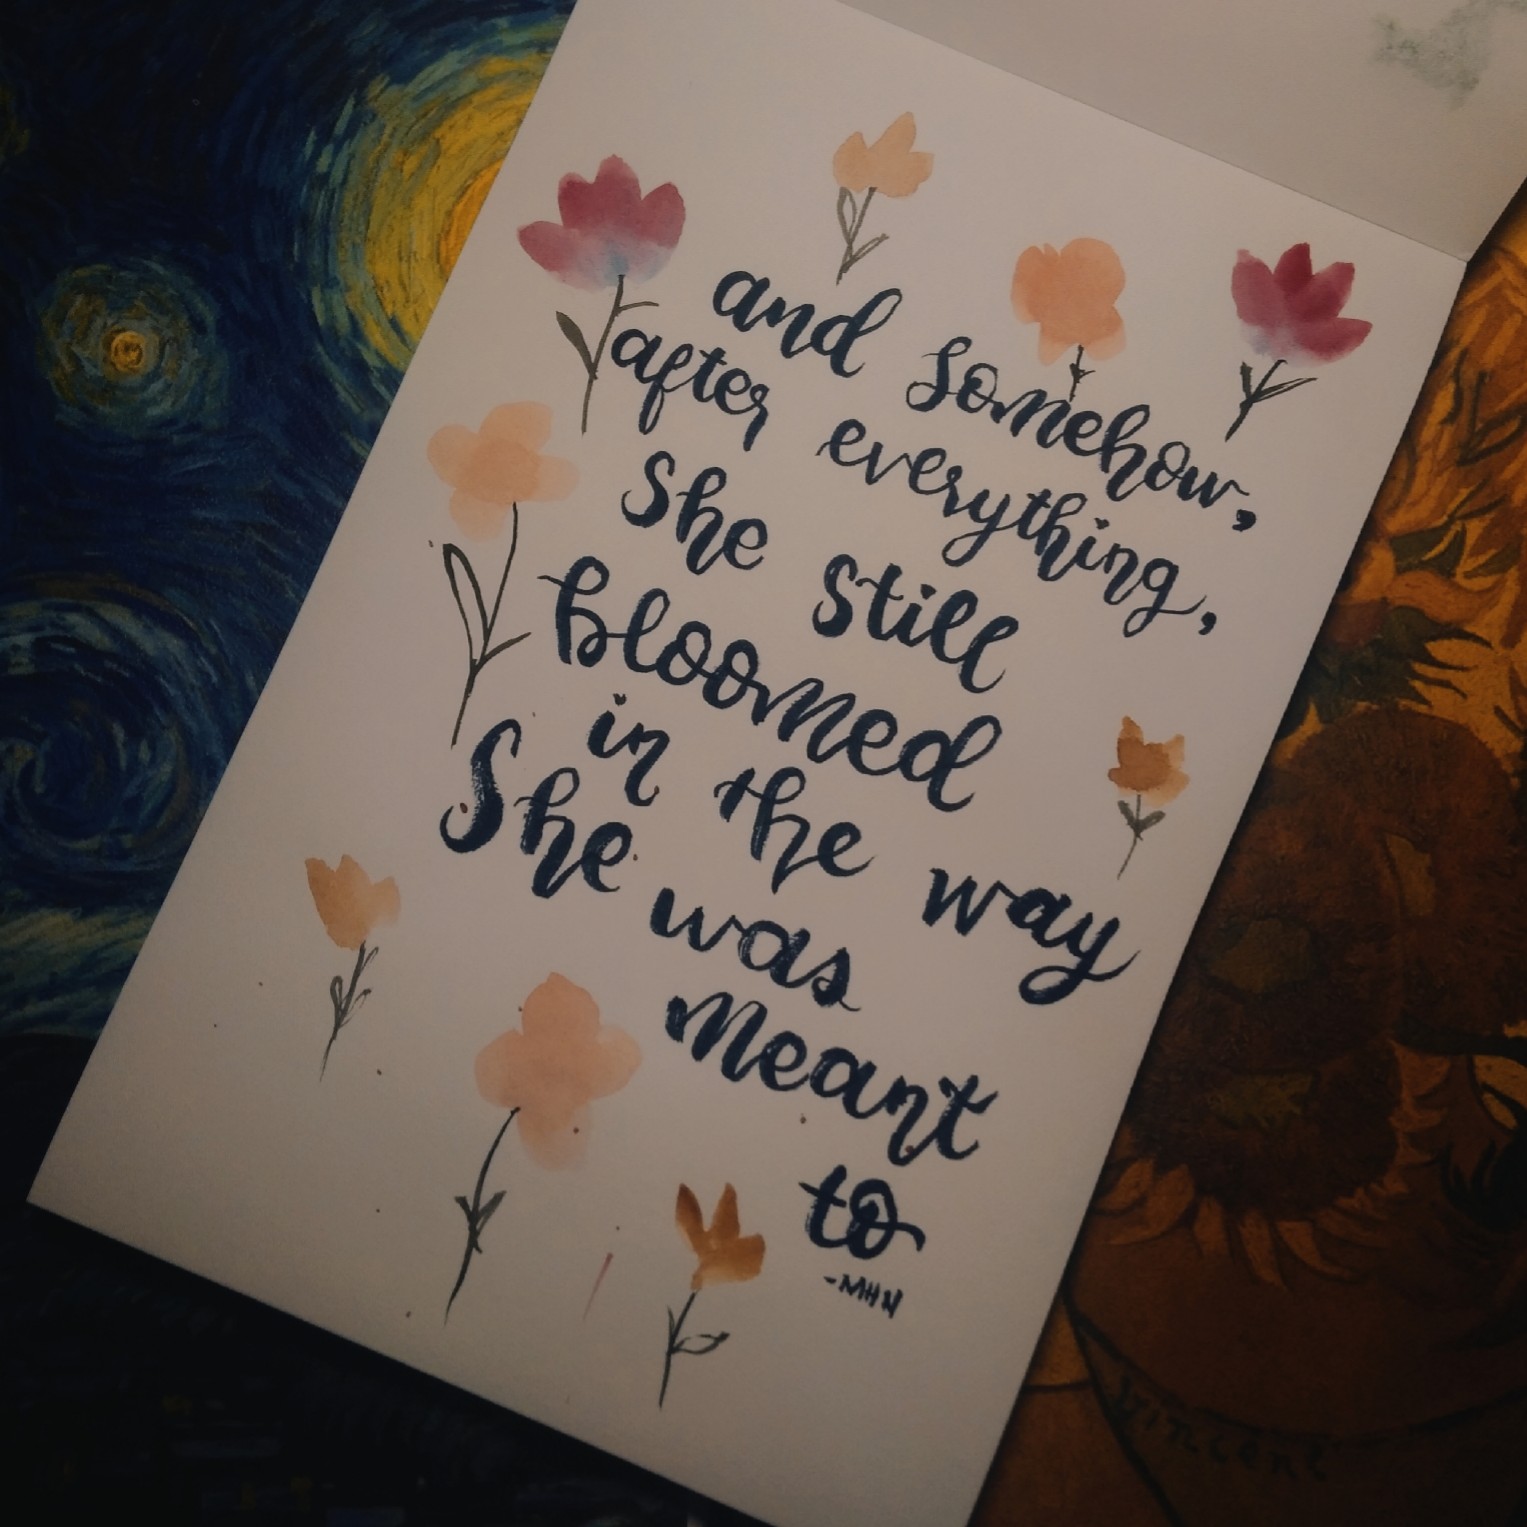 and somehow,
after everything,
She still
bloomed
in the way
She was
meant
to
-MHN
Vincent